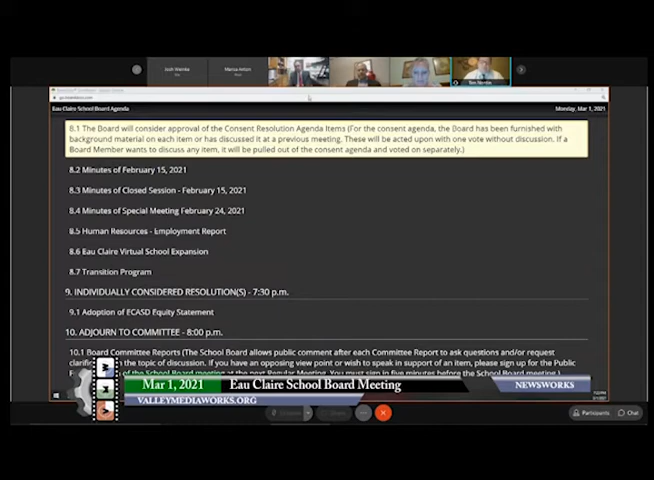 Marcus Anton
Eau Claire School Board Agenda
Monday, Mar 1, 2021
8.1 The Board will consider approval of the Consent Resolution Agenda Items (For the consent agenda, the Board has been furnished with
background material on each item or has discussed it at a previous meeting. These will be acted upon with one vote without discussion. If a
Board Member wants to discuss any item, it will be pulled out of the consent agenda and voted on separately.)
8.2 Minutes of February 15, 2021
8.3 Minutes of Closed Session - February 15, 2021
8.4 Minutes of Special Meeting February 24, 2021
8.5 Human Resources - Employment Report
8.6 Eau Claire Virtual School Expansion
8.7 Transition Program
9. INDIVIDUALLY CONSIDERED RESOLUTION(S) - 7:30 p.m.
9.1 Adoption of ECASD Equity Statement
10. ADJOURN TO COMMITTEE - 8:00 p.m.
10.1 Board Committee Reports (The School Board allows public comment after each Committee Report to ask questions and/or request
the topic of discussion. If you have an opposing view point or wish to speak in support of an item, please sign up for the Public
of the School Board meeting at the next Regular Meeting. You must sign in five minutes before the School Board meeting.)
Mar 1, 2021 Eau Claire School Board Meeting NEWSWORKS
VALLEYMEDIAWORKS.ORG
Participants Chat